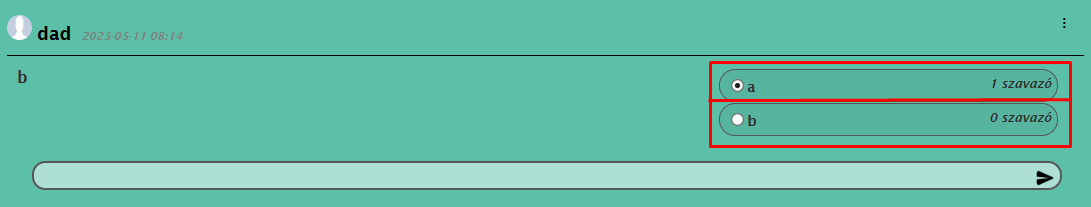 dad 2025-05-11 08:14
b
a 1 szavazó
b 0 szavazó